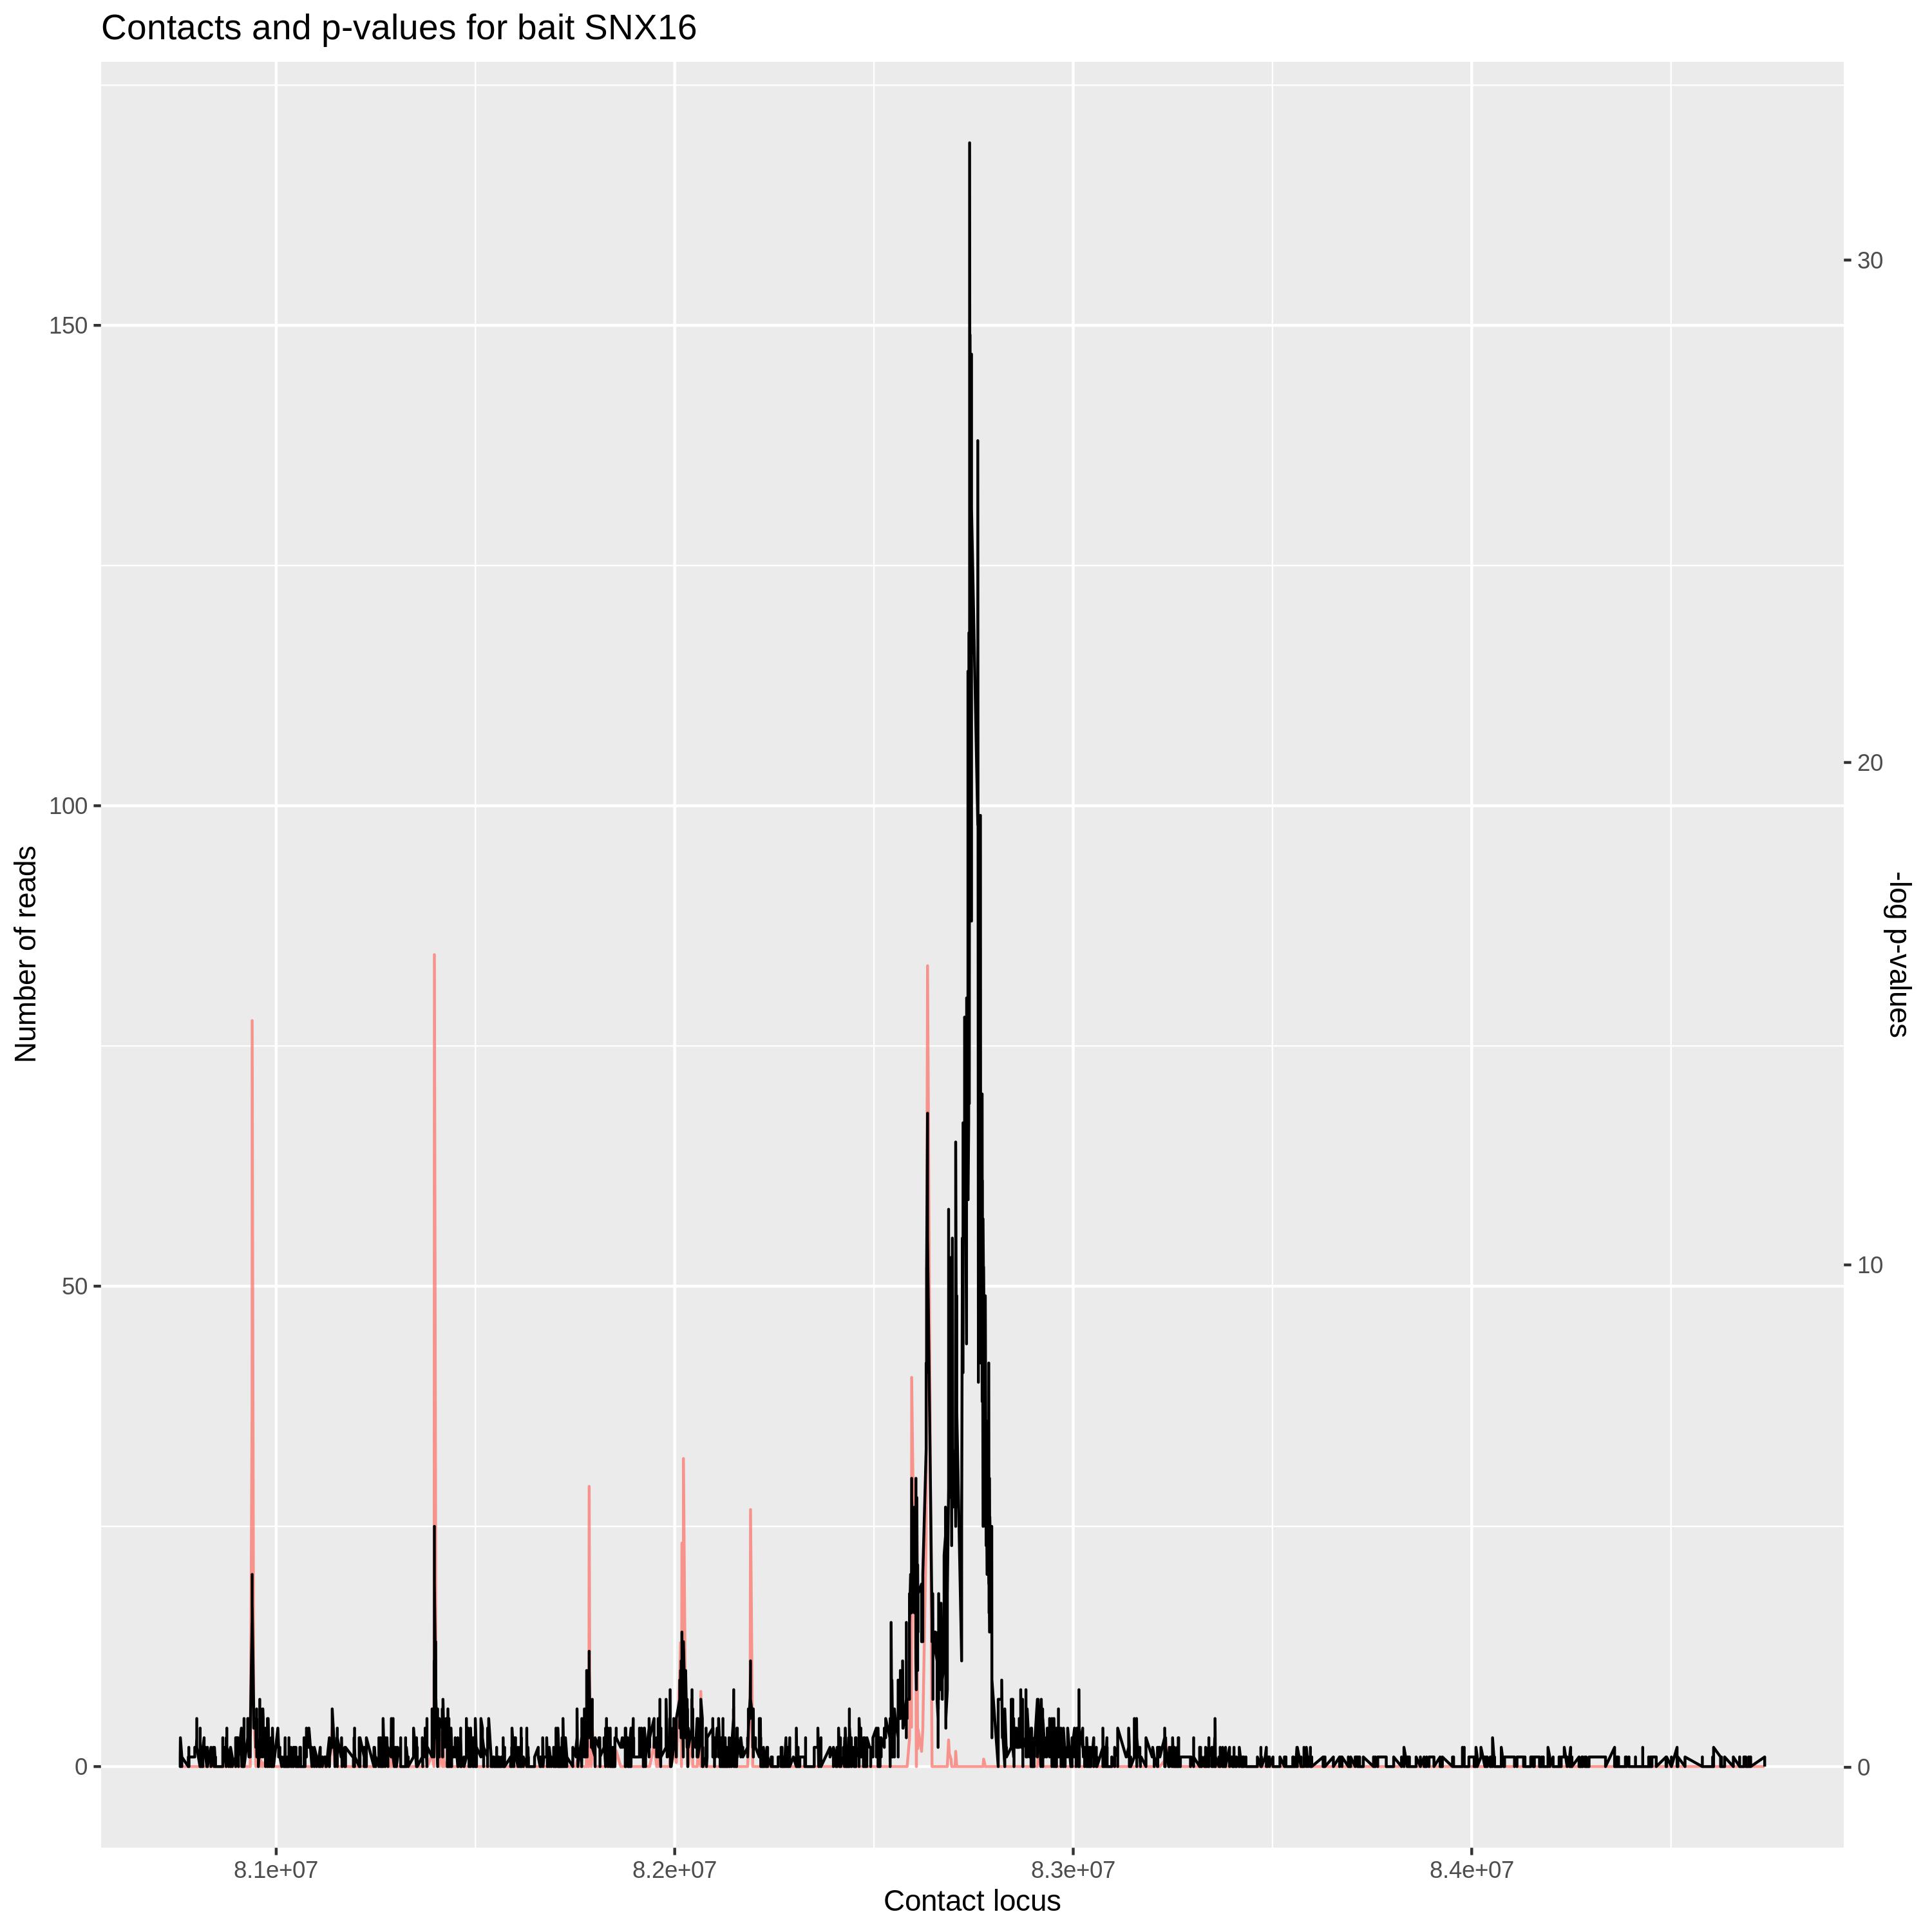 Contacts and p-values for bait SNX16
150
100
50
0
30
20
10
0
Number of reads
-log p-values
8.1e+07
8.2e+07
8.3e+07
8.4e+07
Contact locus